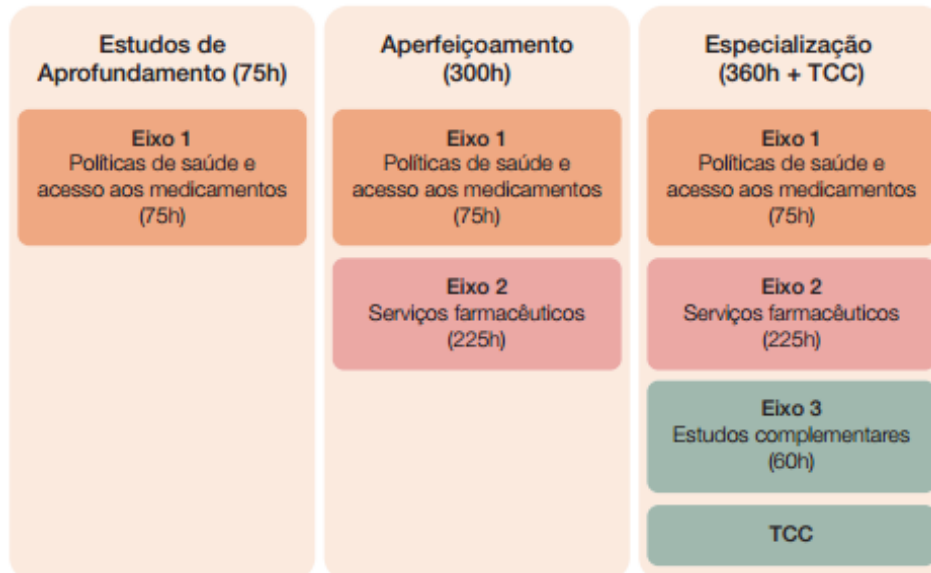 Estudos de
Aprofundamento (75h)
Eixo 1
Políticas de saúde e
acesso aos medicamentos
(75h)
Aperfeiçoamento
(300h)
Eixo 1
Políticas de saúde e
acesso aos medicamentos
(75h)
Eixo 2
Serviços farmacêuticos
(225h)
Especialização
(360h + TCC)
Eixo 1
Políticas de saúde e
acesso aos medicamentos
(75h)
Eixo 2
Serviços farmacêuticos
(225h)
Eixo 3
Estudos complementares
(60h)
TCC